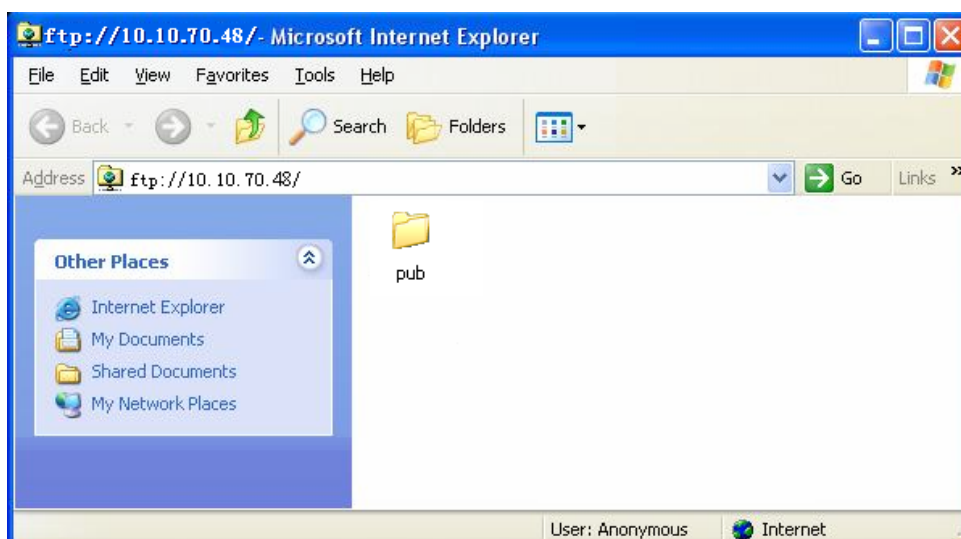 ftp://10.10.70.48/- Microsoft Internet Explorer
File Edit View Favorites Tools Help
Back Search Folders
Address ftp://10.10.70.48/ Go Links »
Other Places
Internet Explorer
My Documents
Shared Documents
My Network Places
pub
User: Anonymous Internet